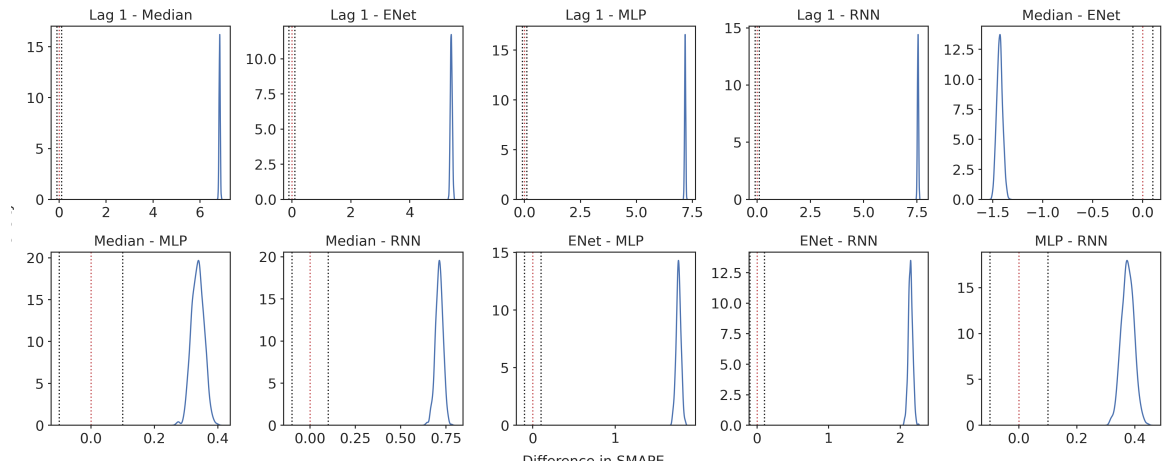 Lag 1 - Median Lag 1 - ENet Lag 1 - MLP Lag 1 - RNN Median - ENet
15 10 5 0
10.0 7.5 5.0 2.5 0.0
15 10 5 0
15 10 5 0
12.5 10.0 7.5 5.0 2.5 0.0
0 2 4 6 0 2 4 0.0 2.5 5.0 7.5 0.0 2.5 5.0 7.5 −1.5 −1.0 −0.5 0.0
Median - MLP Median - RNN ENet - MLP ENet - RNN MLP - RNN
20 15 10 5 0
20 15 10 5 0
15 10 5 0
12.5 10.0 7.5 5.0 2.5 0.0
15 10 5 0
0.0 0.2 0.4 0.00 0.25 0.50 0.75 0 1 0 1 2 0.0 0.2 0.4
Difference in SMAPE